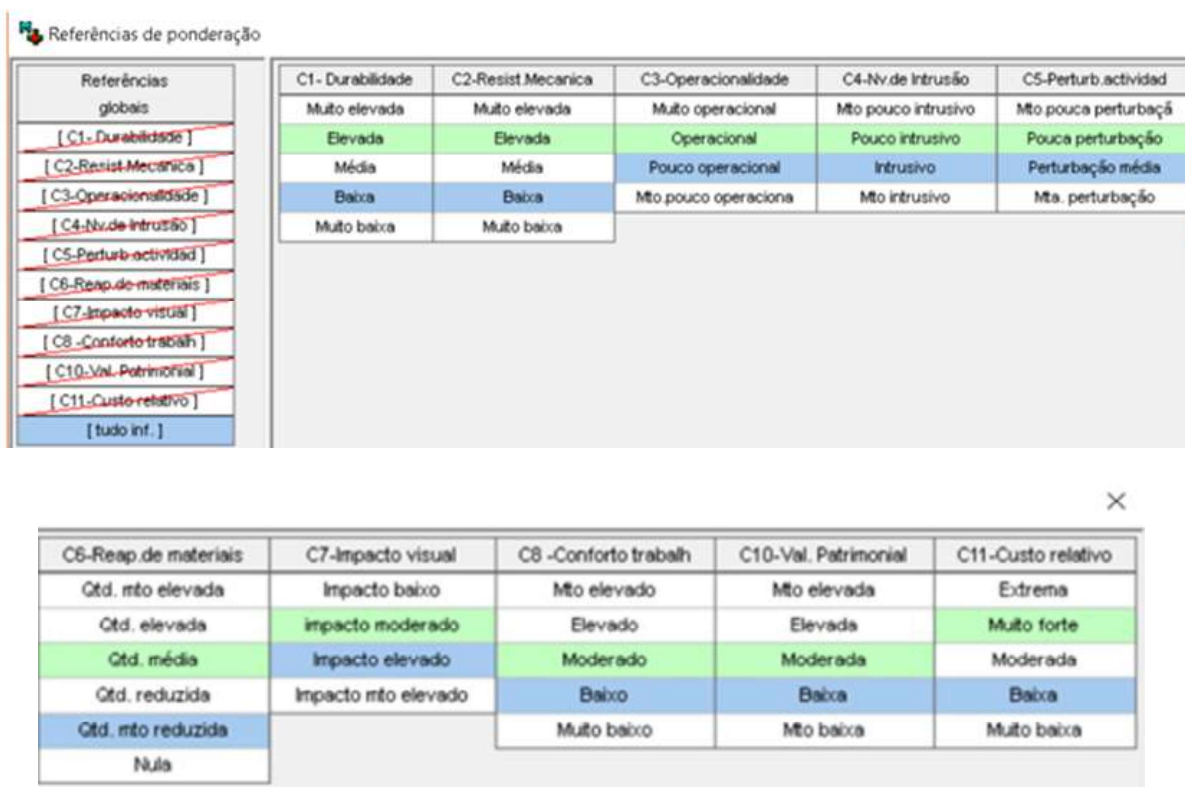 Referências de ponderação
Referências globais
[ C1- Durabilidade ]
[ C2-Resist.Mecanica ]
[ C3-Operacionalidade ]
[ C4-Nv.de Intrusão ]
[ C5-Perturb.actividad ]
[ C6-Reap.de materiais ]
[ C7-Impacto visual ]
[ C8 -Conforto trabalh ]
[ C10-Val. Patrimonial ]
[ C11-Custo relativo ]
[ tudo inf. ]
C1- Durabilidade C2-Resist.Mecanica C3-Operacionalidade C4-Nv.de Intrusão C5-Perturb.actividad
Muito elevada Muito elevada Muito operacional Mto pouco intrusivo Mto.pouca perturbaçã
Elevada Elevada Operacional Pouco intrusivo Pouca perturbação
Média Média Pouco operacional Intrusivo Perturbação média
Baixa Baixa Mto.pouco operaciona Mto intrusivo Mta. perturbação
Muito baixa Muito baixa
C6-Reap.de materiais C7-Impacto visual C8 -Conforto trabalh C10-Val. Patrimonial C11-Custo relativo
Qtd. mto elevada Impacto baixo Mto elevado Mto elevada Extrema
Qtd. elevada impacto moderado Elevado Elevada Muito forte
Qtd. média Impacto elevado Moderado Moderada Moderada
Qtd. reduzida Impacto mto elevado Baixo Baixa Baixa
Qtd. mto reduzida Muito baixo Mto baixa Muito baixa
Nula